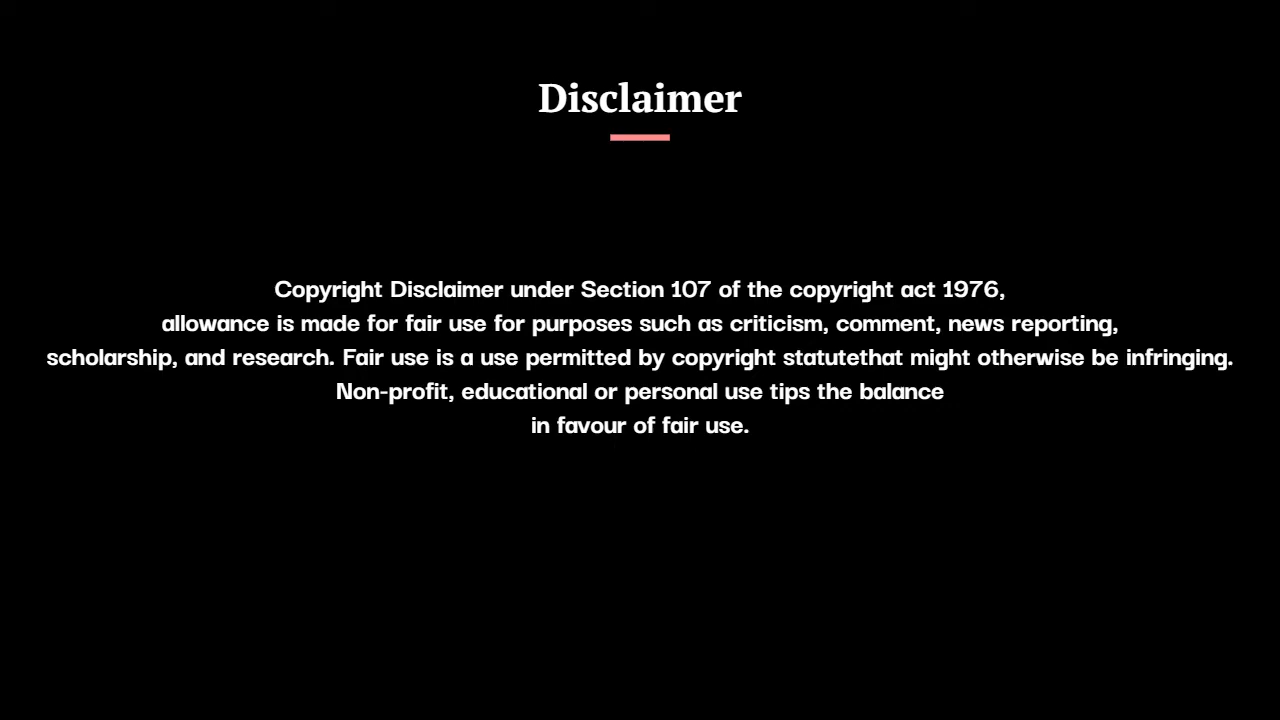 Disclaimer
Copyright Disclaimer under Section 107 of the copyright act 1976,
allowance is made for fair use for purposes such as criticism, comment, news reporting,
scholarship, and research. Fair use is a use permitted by copyright statutethat might otherwise be infringing.
Non-profit, educational or personal use tips the balance
in favour of fair use.